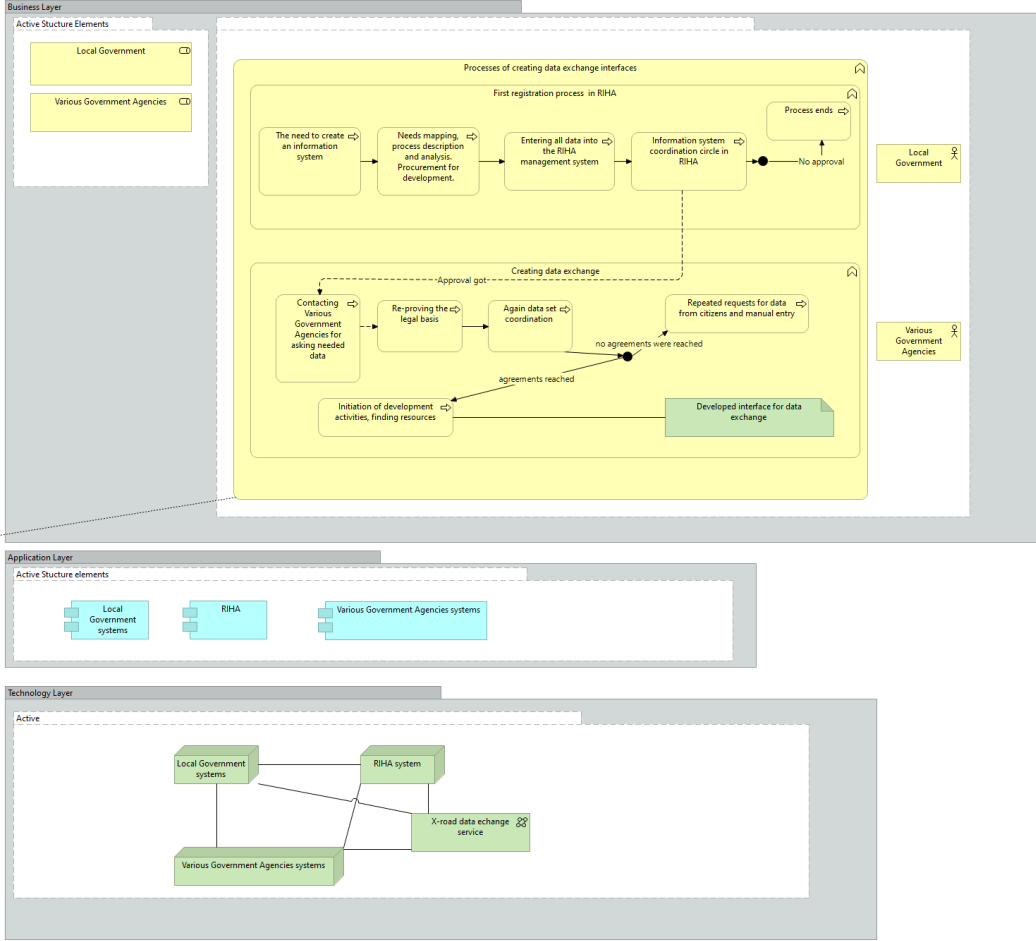 Business Layer
Active Stucture Elements
Local Government
Various Government Agencies
Processes of creating data exchange interfaces
First registration process  in RIHA
The need to create
an information
system
Needs mapping,
process description
and analysis.
Procurement for
development.
Entering all data into
the RIHA
management system
Information system
coordination circle in
RIHA
Process ends
No approval
Local
Government
Creating data exchange
Approval got
Contacting
Various
Government
Agencies for
asking needed
data
Re-proving the
legal basis
Again data set
coordination
Repeated requests for data
from citizens and manual entry
no agreements were reached
agreements reached
Various
Government
Agencies
Initiation of development
activities, finding resources
Developed interface for data
exchange
Application Layer
Active Stucture elements
Local
Government
systems
RIHA
Various Government Agencies systems
Technology Layer
Active
Local Government
systems
RIHA system
X-road data echange
service
Various Government Agencies systems